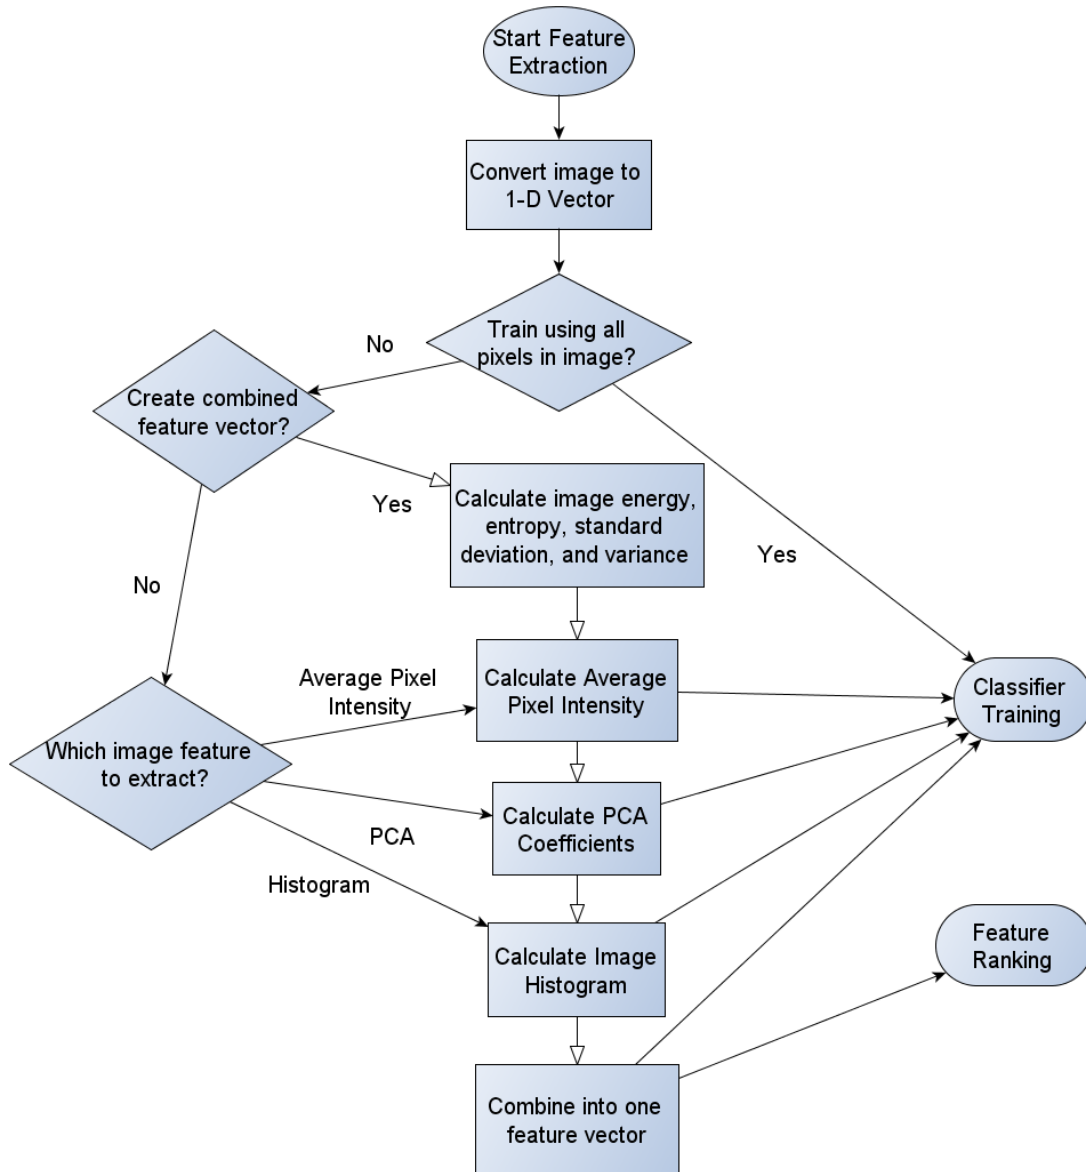 Start Feature
Extraction
Convert image to
1-D Vector
Train using all
pixels in image?
No
Create combined
feature vector?
Yes
Calculate image energy,
entropy, standard
deviation, and variance
Yes
No
Average Pixel
Intensity
Calculate Average
Pixel Intensity
Classifier
Training
Which image feature
to extract?
PCA
Calculate PCA
Coefficients
Histogram
Calculate Image
Histogram
Feature
Ranking
Combine into one
feature vector